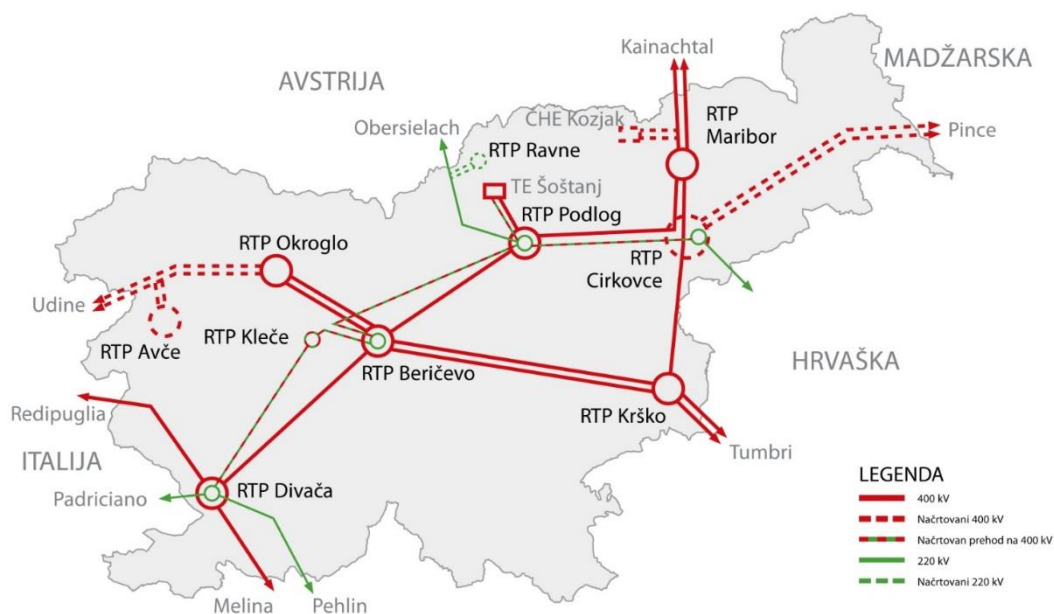 Kainachtal
MADŽARSKA
AVSTRIJA
Obersielach
ČHE Kozjak
RTP
Maribor
Pince
RTP Ravne
TE Šoštanj
RTP Podlog
RTP Okroglo
RTP
Cirkovce
Udine
RTP Avče
RTP Kleče
RTP Beričevo
HRVAŠKA
RTP Krško
Redipuglia
Tumbri
ITALIJA
Padriciano
RTP Divača
Melina
Pehlin
LEGENDA
400 kV
Načrtovani 400 kV
Načrtovan prehod na 400 kV
220 kV
Načrtovani 220 kV